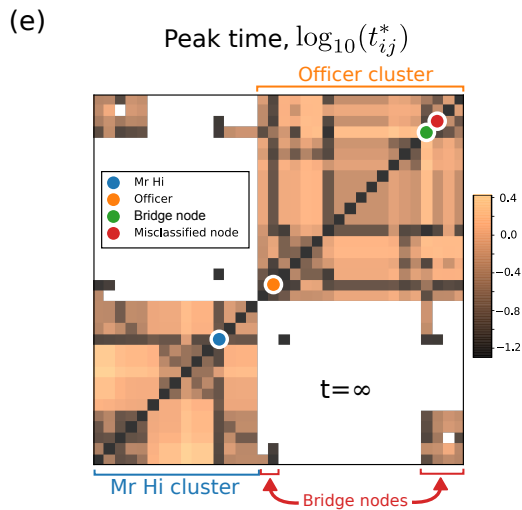 (e)
Peak time, log₁₀(t*ᵢⱼ)
Officer cluster
Mr Hi
Officer
Bridge node
Misclassified node
0.4
0.0
−0.4
−0.8
−1.2
t=∞
Mr Hi cluster
Bridge nodes